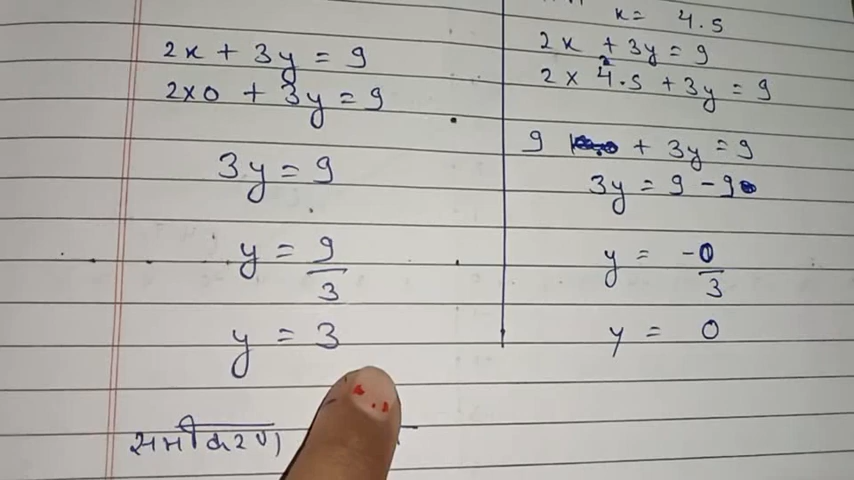 2x + 3y = 9
2x0 + 3y = 9
3y = 9
y = 9/3
y = 3
समीकरण
x = 4.5
2x + 3y = 9
2 x 4.5 + 3y = 9
9 + 3y = 9
3y = 9 - 9
y = -0/3
y = 0